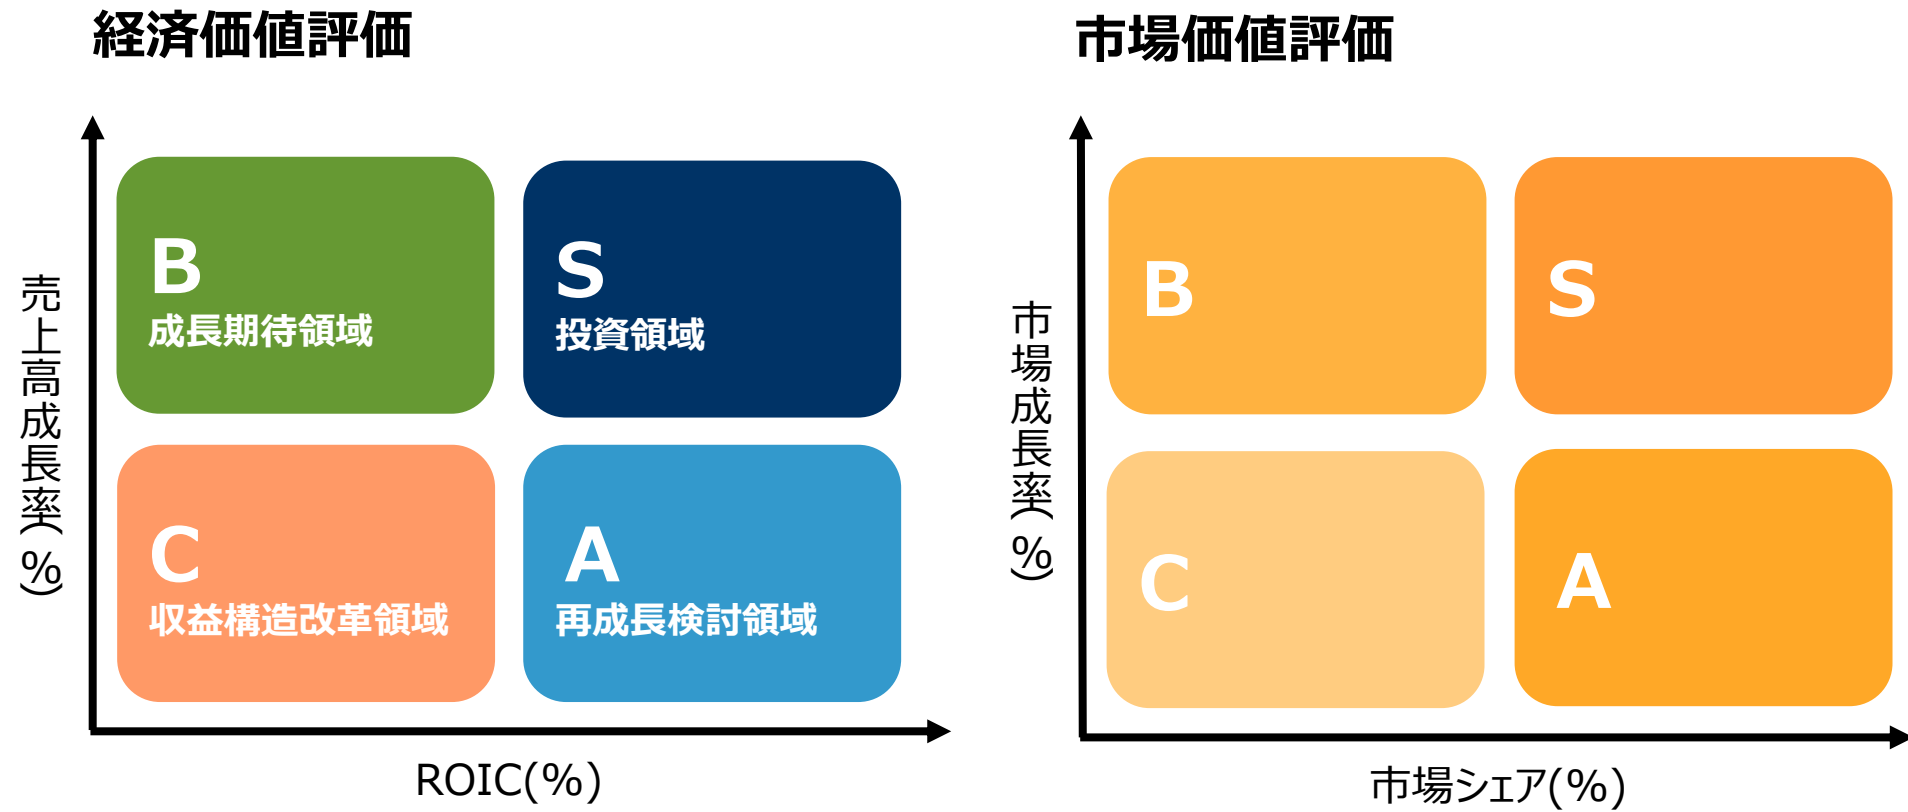 経済価値評価
売上高成長率(%)
B
成長期待領域
S
投資領域
C
収益構造改革領域
A
再成長検討領域
ROIC(%)
市場価値評価
市場成長率(%)
B
S
C
A
市場シェア(%)